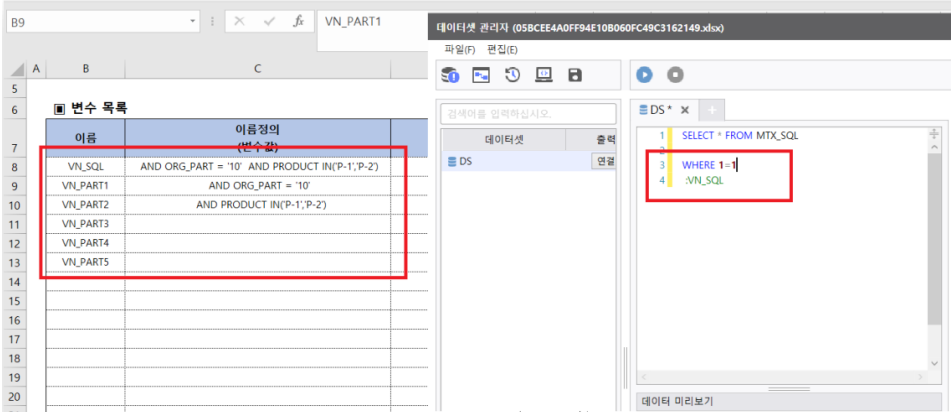 B9
fx
VN_PART1
A
B
C
5
6
▣ 변수 목록
7
이름
이름정의
(변수값)
8
VN_SQL
AND ORG_PART = '10' AND PRODUCT IN('P-1','P-2')
9
VN_PART1
AND ORG_PART = '10'
10
VN_PART2
AND PRODUCT IN('P-1','P-2')
11
VN_PART3
12
VN_PART4
13
VN_PART5
14
15
16
17
18
19
20
데이터셋 관리자 (05BCEE4A0FF94E10B060FC49C3162149.xlsx)
파일(F) 편집(E)
검색어를 입력하십시오.
데이터셋
출력
DS
연결
DS *
1 SELECT * FROM MTX_SQL
2
3 WHERE 1=1
4 :VN_SQL
데이터 미리보기